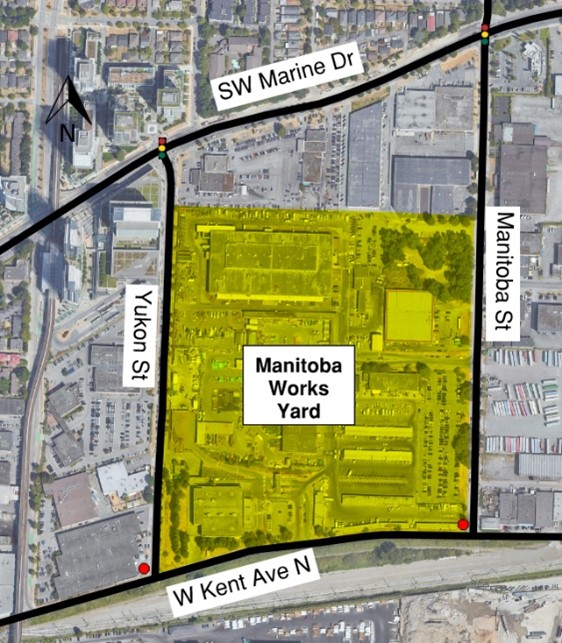 SW Marine Dr
N
Manitoba St
Yukon St
Manitoba
Works
Yard
W Kent Ave N